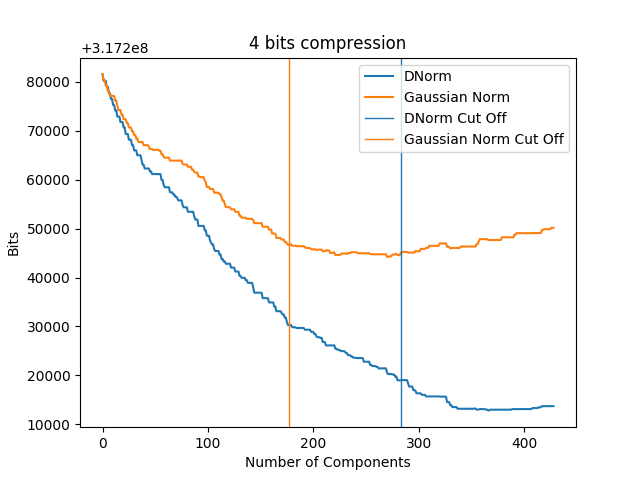 4 bits compression
+3.172e8
80000
70000
60000
50000
40000
30000
20000
10000
Bits
0
100
200
300
400
Number of Components
DNorm
Gaussian Norm
DNorm Cut Off
Gaussian Norm Cut Off